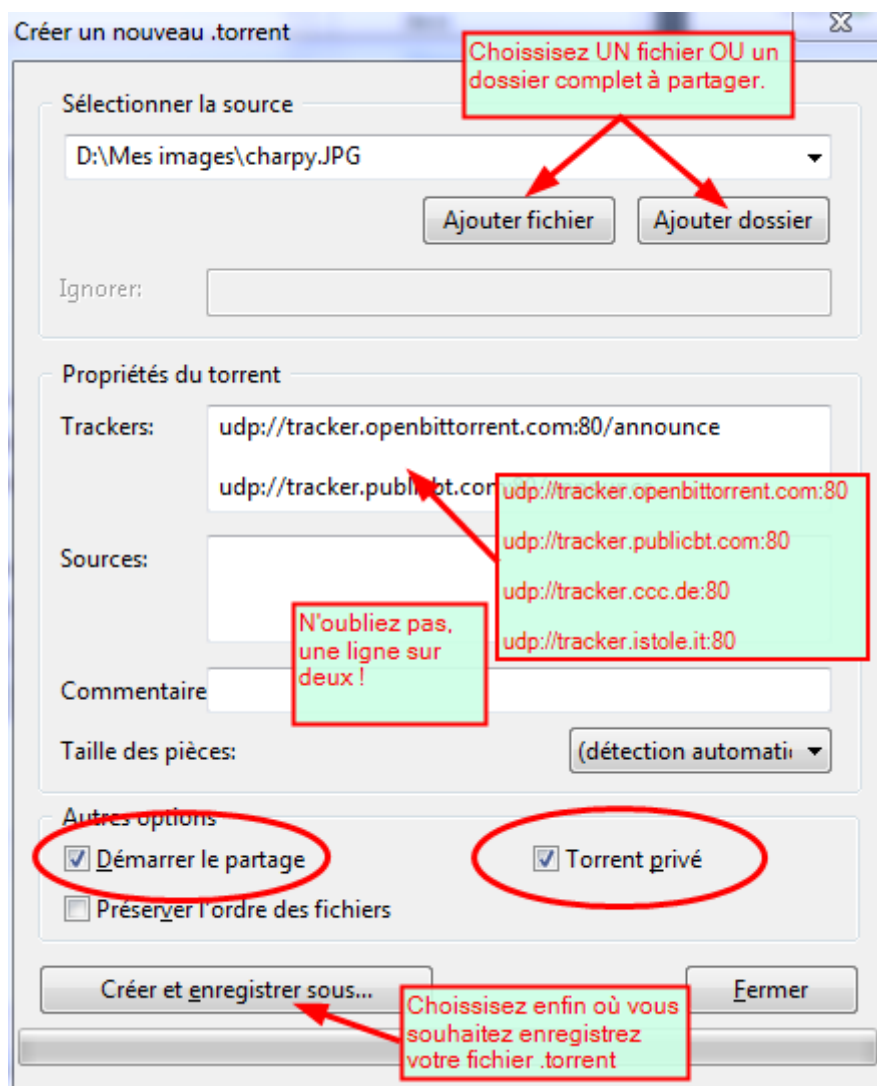 Créer un nouveau .torrent
Choissisez UN fichier OU un
dossier complet à partager.
Sélectionner la source
D:\Mes images\charpy.JPG
Ajouter fichier
Ajouter dossier
Ignorer:
Propriétés du torrent
Trackers:
udp://tracker.openbittorrent.com:80/announce
udp://tracker.publicbt.com
udp://tracker.openbittorrent.com:80
udp://tracker.publicbt.com:80
udp://tracker.ccc.de:80
udp://tracker.istole.it:80
Sources:
N'oubliez pas,
une ligne sur
deux !
Commentaire
Taille des pièces:
(détection automati
Autres options
Démarrer le partage
Torrent privé
Préserver l'ordre des fichiers
Créer et enregistrer sous...
Fermer
Choissisez enfin où vous
souhaitez enregistrez
votre fichier .torrent